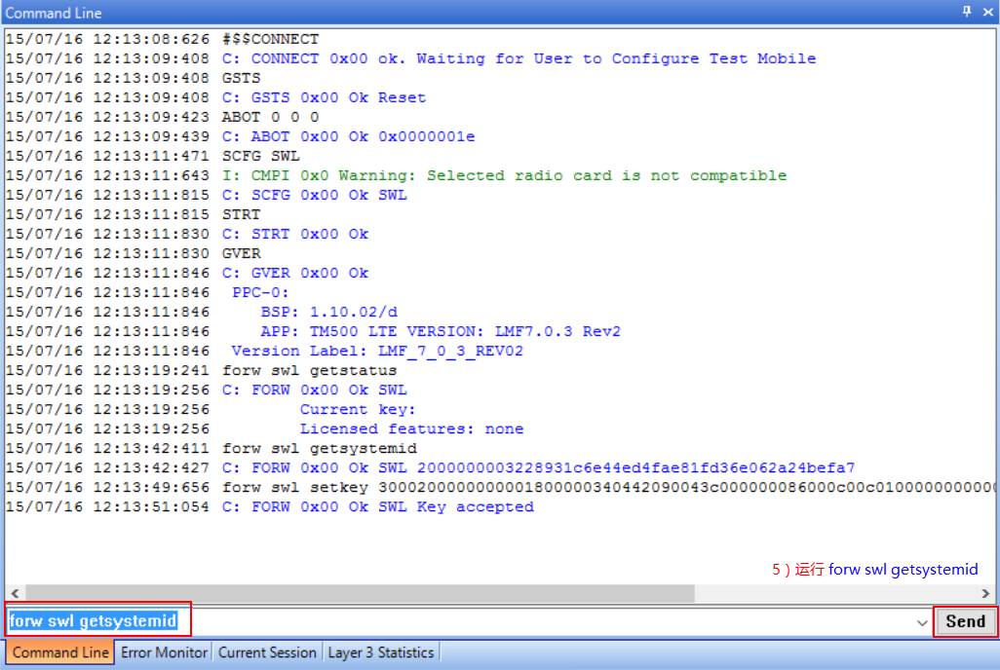 Command Line
15/07/16 12:13:08:626 #$$CONNECT
15/07/16 12:13:09:408 C: CONNECT 0x00 ok. Waiting for User to Configure Test Mobile
15/07/16 12:13:09:408 GSTS
15/07/16 12:13:09:408 C: GSTS 0x00 Ok Reset
15/07/16 12:13:09:423 ABOT 0 0 0
15/07/16 12:13:09:439 C: ABOT 0x00 Ok 0x0000001e
15/07/16 12:13:11:471 SCFG SWL
15/07/16 12:13:11:643 I: CMPI 0x0 Warning: Selected radio card is not compatible
15/07/16 12:13:11:815 C: SCFG 0x00 Ok SWL
15/07/16 12:13:11:815 STRT
15/07/16 12:13:11:830 C: STRT 0x00 Ok
15/07/16 12:13:11:830 GVER
15/07/16 12:13:11:846 C: GVER 0x00 Ok
15/07/16 12:13:11:846 PPC-0:
15/07/16 12:13:11:846 BSP: 1.10.02/d
15/07/16 12:13:11:846 APP: TM500 LTE VERSION: LMF7.0.3 Rev2
15/07/16 12:13:11:846 Version Label: LMF_7_0_3_REV02
15/07/16 12:13:19:241 forw swl getstatus
15/07/16 12:13:19:256 C: FORW 0x00 Ok SWL
15/07/16 12:13:19:256 Current key:
15/07/16 12:13:19:256 Licensed features: none
15/07/16 12:13:42:411 forw swl getsystemid
15/07/16 12:13:42:427 C: FORW 0x00 Ok SWL 2000000003228931c6e44ed4fae81fd36e062a24befa7
15/07/16 12:13:49:656 forw swl setkey 3000200000000001800000340442090043c000000086000c00c0100000000000
15/07/16 12:13:51:054 C: FORW 0x00 Ok SWL Key accepted
5）运行 forw swl getsystemid
forw swl getsystemid
Send
Command Line Error Monitor Current Session Layer 3 Statistics